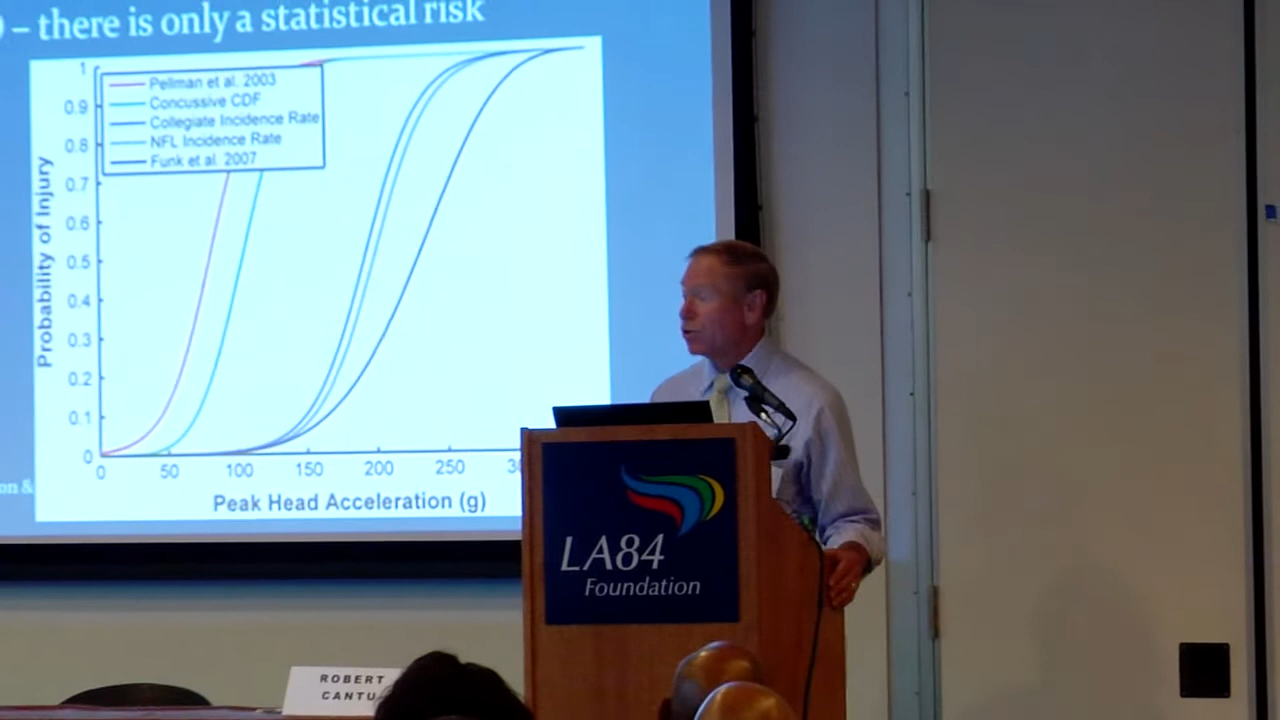 – there is only a statistical risk
Pellman et al. 2003
Concussive CDF
Collegiate Incidence Rate
NFL Incidence Rate
Funk et al. 2007
Probability of Injury
1
0.9
0.8
0.7
0.6
0.5
0.4
0.3
0.2
0.1
0
0 50 100 150 200 250
Peak Head Acceleration (g)
on &
LA84
Foundation
ROBERT
CANTU